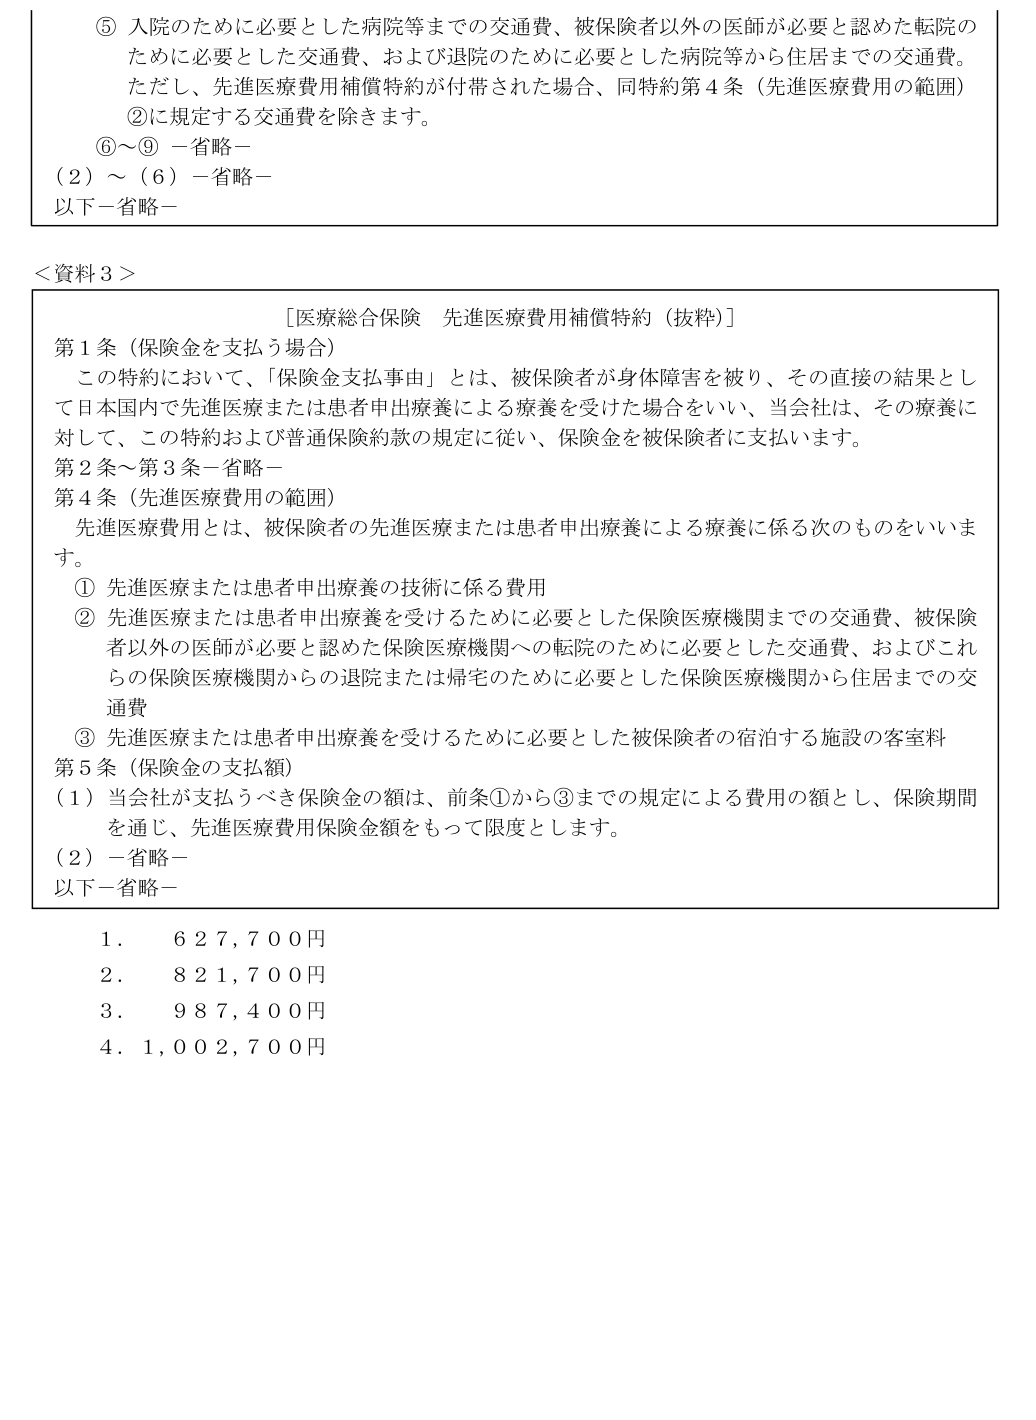 ⑤ 入院のために必要とした病院等までの交通費、被保険者以外の医師が必要と認めた転院の
ために必要とした交通費、および退院のために必要とした病院等から住居までの交通費。
ただし、先進医療費用補償特約が付帯された場合、同特約第４条（先進医療費用の範囲）
②に規定する交通費を除きます。
⑥～⑨ －省略－
（２）～（６）－省略－
以下－省略－
＜資料３＞
［医療総合保険　先進医療費用補償特約（抜粋）］
第１条（保険金を支払う場合）
この特約において、「保険金支払事由」とは、被保険者が身体障害を被り、その直接の結果とし
て日本国内で先進医療または患者申出療養による療養を受けた場合をいい、当会社は、その療養に
対して、この特約および普通保険約款の規定に従い、保険金を被保険者に支払います。
第２条～第３条－省略－
第４条（先進医療費用の範囲）
先進医療費用とは、被保険者の先進医療または患者申出療養による療養に係る次のものをいいま
す。
① 先進医療または患者申出療養の技術に係る費用
② 先進医療または患者申出療養を受けるために必要とした保険医療機関までの交通費、被保険
者以外の医師が必要と認めた保険医療機関への転院のために必要とした交通費、およびこれ
らの保険医療機関からの退院または帰宅のために必要とした保険医療機関から住居までの交
通費
③ 先進医療または患者申出療養を受けるために必要とした被保険者の宿泊する施設の客室料
第５条（保険金の支払額）
（１）当会社が支払うべき保険金の額は、前条①から③までの規定による費用の額とし、保険期間
を通じ、先進医療費用保険金額をもって限度とします。
（２）－省略－
以下－省略－
１．　６２７,７００円
２．　８２１,７００円
３．　９８７,４００円
４．１,００２,７００円